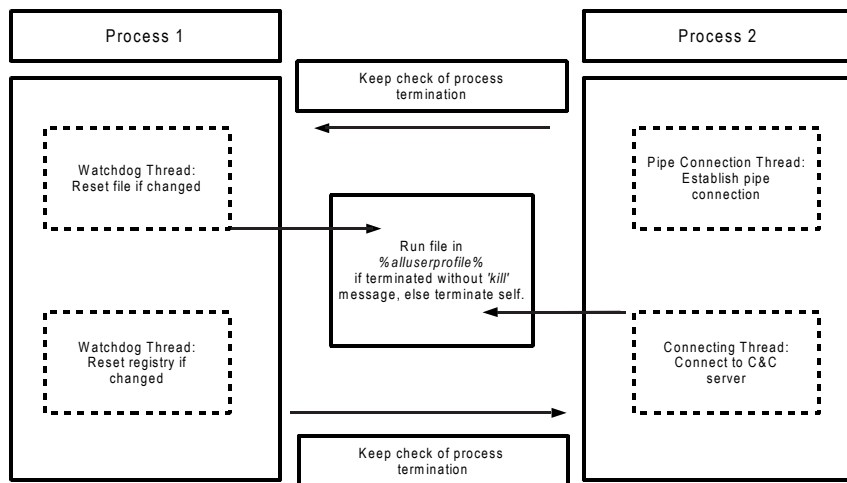 Process 1
Process 2
Keep check of process
termination
Watchdog Thread:
Reset file if changed
Pipe Connection Thread:
Establish pipe
connection
Run file in
%alluserprofile%
if terminated without 'kill'
message, else terminate self.
Watchdog Thread:
Reset registry if
changed
Connecting Thread:
Connect to C&C
server
Keep check of process
termination